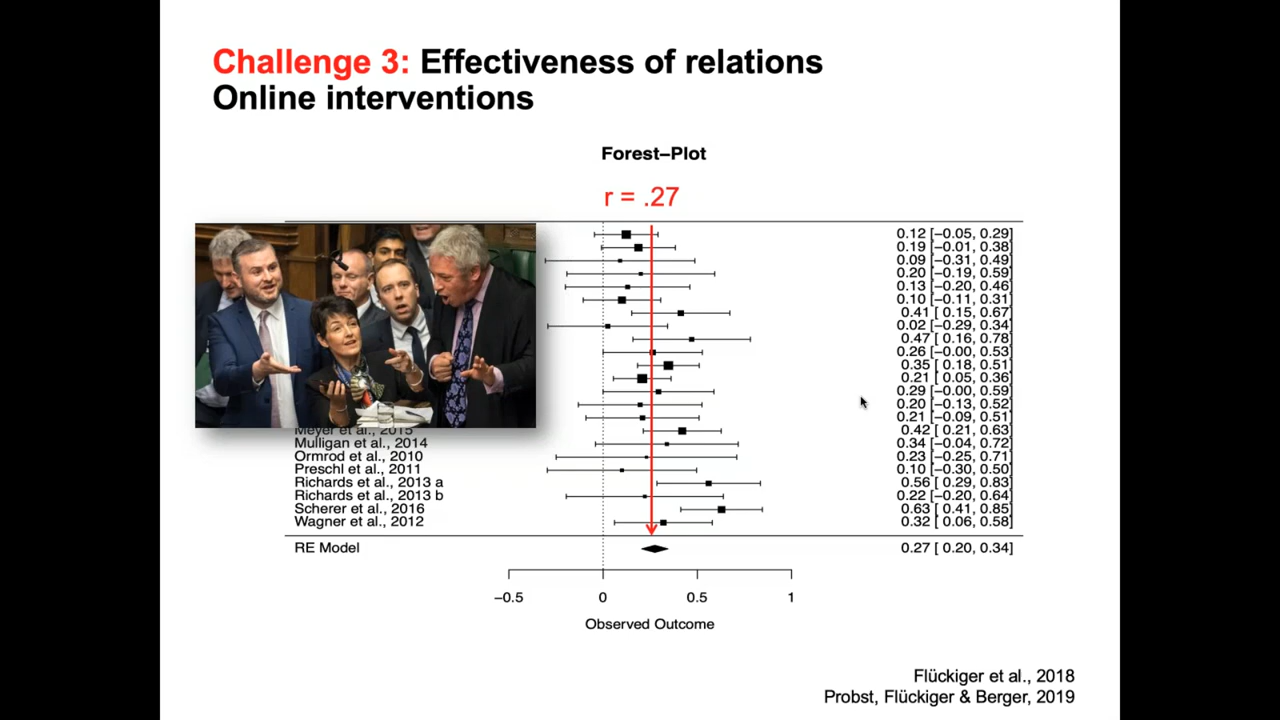 Challenge 3: Effectiveness of relations
Online interventions
Forest–Plot
r = .27
0.12 [−0.05, 0.29]
0.19 [−0.01, 0.38]
0.09 [−0.31, 0.49]
0.20 [−0.19, 0.59]
0.13 [−0.20, 0.46]
0.10 [−0.11, 0.31]
0.41 [ 0.15, 0.67]
0.02 [−0.29, 0.34]
0.47 [ 0.16, 0.78]
0.26 [−0.00, 0.53]
0.35 [ 0.18, 0.51]
0.21 [ 0.05, 0.36]
0.29 [−0.00, 0.59]
0.20 [−0.13, 0.52]
0.21 [−0.09, 0.51]
Meyer et al., 2015 0.42 [ 0.21, 0.63]
Mulligan et al., 2014 0.34 [−0.04, 0.72]
Ormrod et al., 2010 0.23 [−0.25, 0.71]
Preschl et al., 2011 0.10 [−0.30, 0.50]
Richards et al., 2013 a 0.56 [ 0.29, 0.83]
Richards et al., 2013 b 0.22 [−0.20, 0.64]
Scherer et al., 2016 0.63 [ 0.41, 0.85]
Wagner et al., 2012 0.32 [ 0.06, 0.58]
RE Model 0.27 [ 0.20, 0.34]
−0.5 0 0.5 1
Observed Outcome
Flückiger et al., 2018
Probst, Flückiger & Berger, 2019